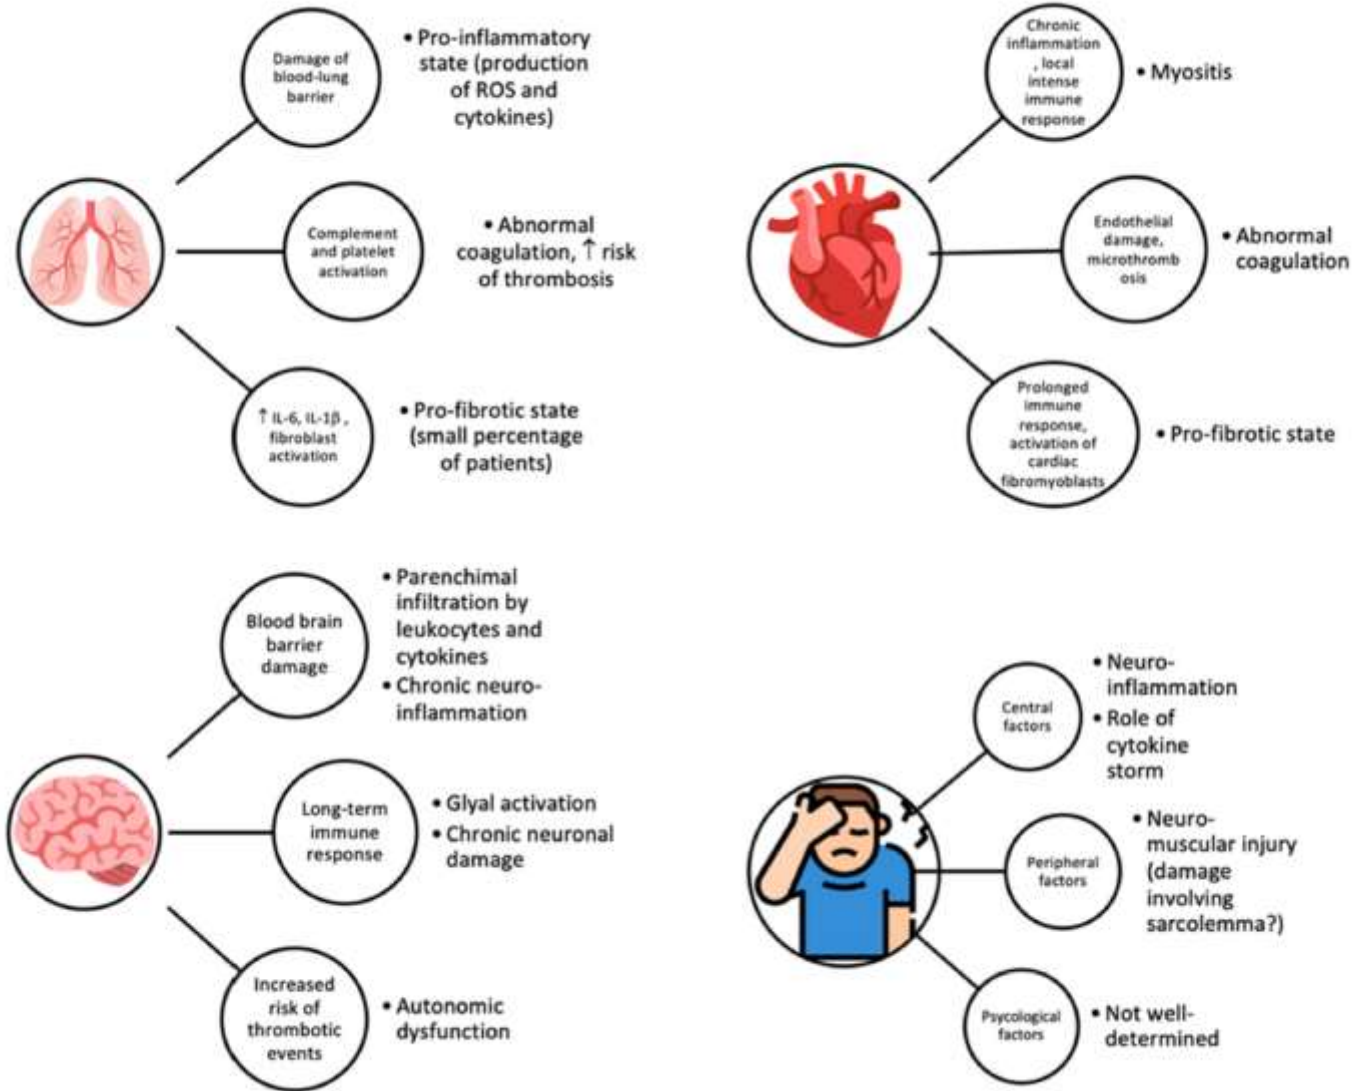 Damage of
blood-lung
barrier
• Pro-inflammatory
state (production
of ROS and
cytokines)
Complement
and platelet
activation
• Abnormal
coagulation, ↑ risk
of thrombosis
↑ IL-6, IL-1β ,
fibroblast
activation
• Pro-fibrotic state
(small percentage
of patients)
Chronic
inflammation
, local
intense
immune
response
• Myositis
Endothelial
damage,
microthromb
osis
• Abnormal
coagulation
Prolonged
immune
response,
activation of
cardiac
fibromyoblasts
• Pro-fibrotic state
Blood brain
barrier
damage
• Parenchimal
infiltration by
leukocytes and
cytokines
• Chronic neuro-
inflammation
Long-term
immune
response
• Glyal activation
• Chronic neuronal
damage
Increased
risk of
thrombotic
events
• Autonomic
dysfunction
Central
factors
• Neuro-
inflammation
• Role of
cytokine
storm
Peripheral
factors
• Neuro-
muscular injury
(damage
involving
sarcolemma?)
Psycological
factors
• Not well-
determined